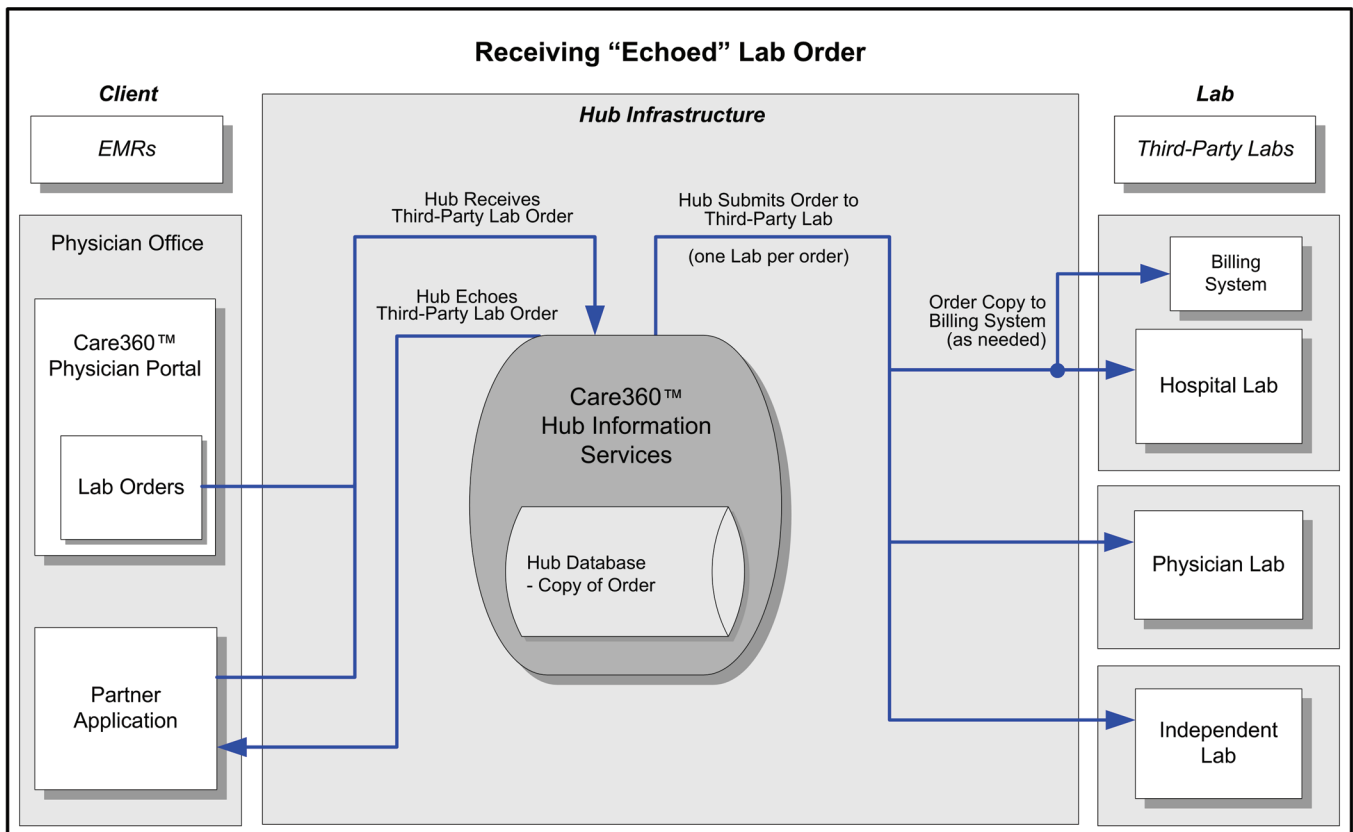 Receiving “Echoed” Lab Order
Client
EMRs
Physician Office
Care360™
Physician Portal
Lab Orders
Partner
Application
Hub Infrastructure
Hub Receives
Third-Party Lab Order
Hub Echoes
Third-Party Lab Order
Hub Submits Order to
Third-Party Lab
(one Lab per order)
Care360™
Hub Information
Services
Hub Database
- Copy of Order
Order Copy to
Billing System
(as needed)
Lab
Third-Party Labs
Billing
System
Hospital Lab
Physician Lab
Independent
Lab